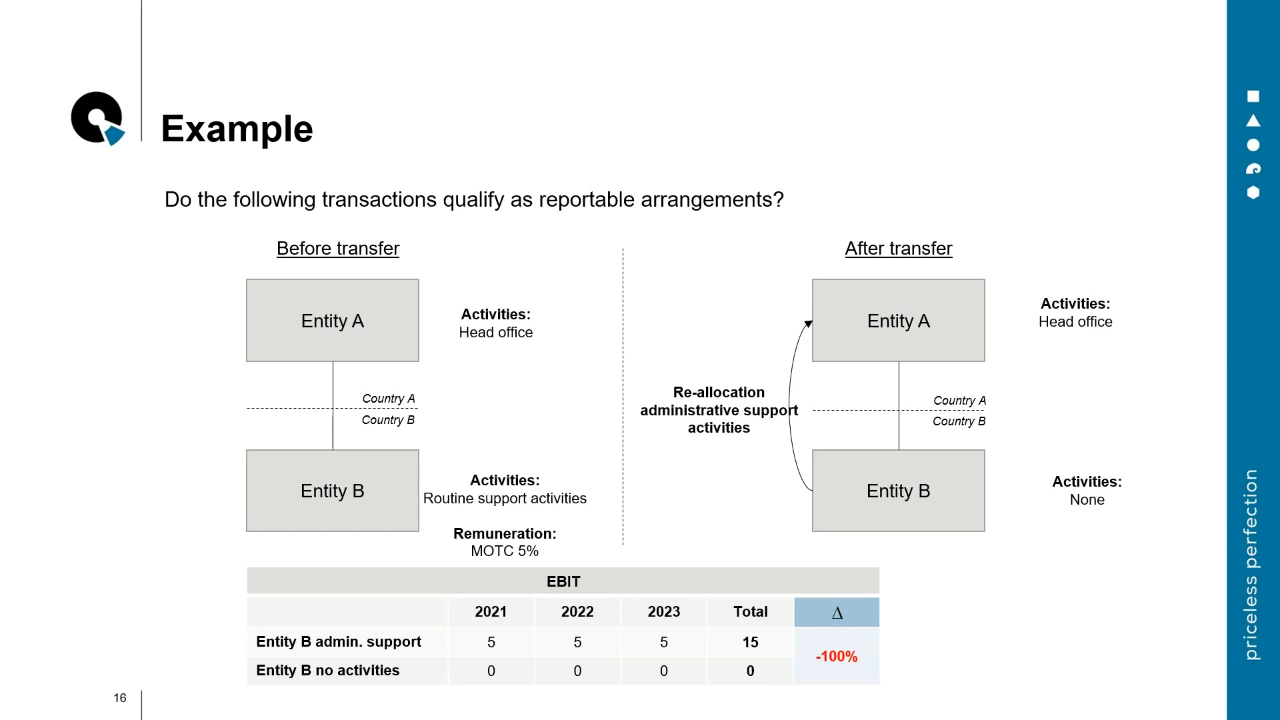 Example
Do the following transactions qualify as reportable arrangements?
Before transfer
Entity A
Activities:
Head office
Country A
Country B
Entity B
Activities:
Routine support activities
Remuneration:
MOTC 5%
After transfer
Entity A
Activities:
Head office
Re-allocation
administrative support
activities
Country A
Country B
Entity B
Activities:
None
EBIT
2021 2022 2023 Total Δ
Entity B admin. support 5 5 5 15
-100%
Entity B no activities 0 0 0 0
16
priceless perfection